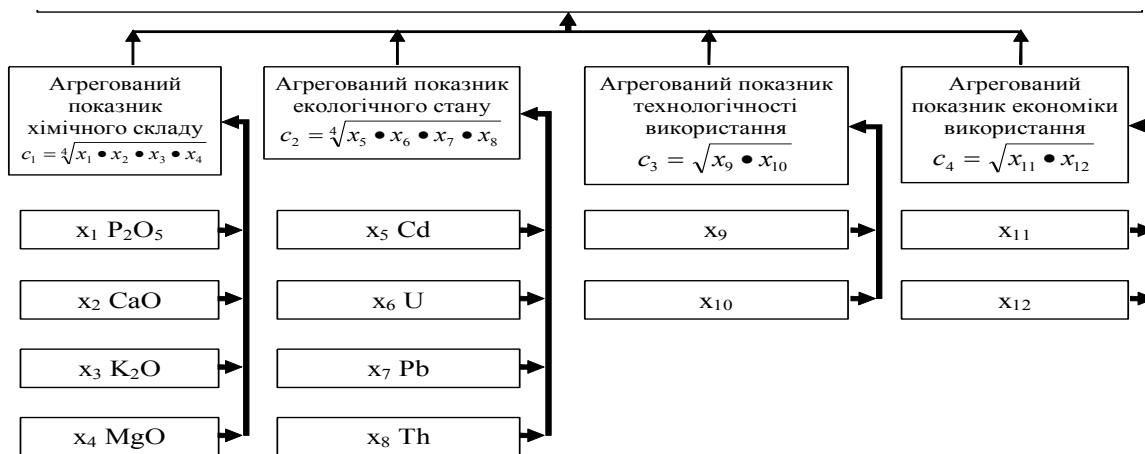 Агрегований
показник
хімічного складу
c₁ = ∜x₁ • x₂ • x₃ • x₄
x₁ P₂O₅
x₂ CaO
x₃ K₂O
x₄ MgO
Агрегований показник
екологічного стану
c₂ = ∜x₅ • x₆ • x₇ • x₈
x₅ Cd
x₆ U
x₇ Pb
x₈ Th
Агрегований показник
технологічності
використання
c₃ = √x₉ • x₁₀
x₉
x₁₀
Агрегований
показник економіки
використання
c₄ = √x₁₁ • x₁₂
x₁₁
x₁₂